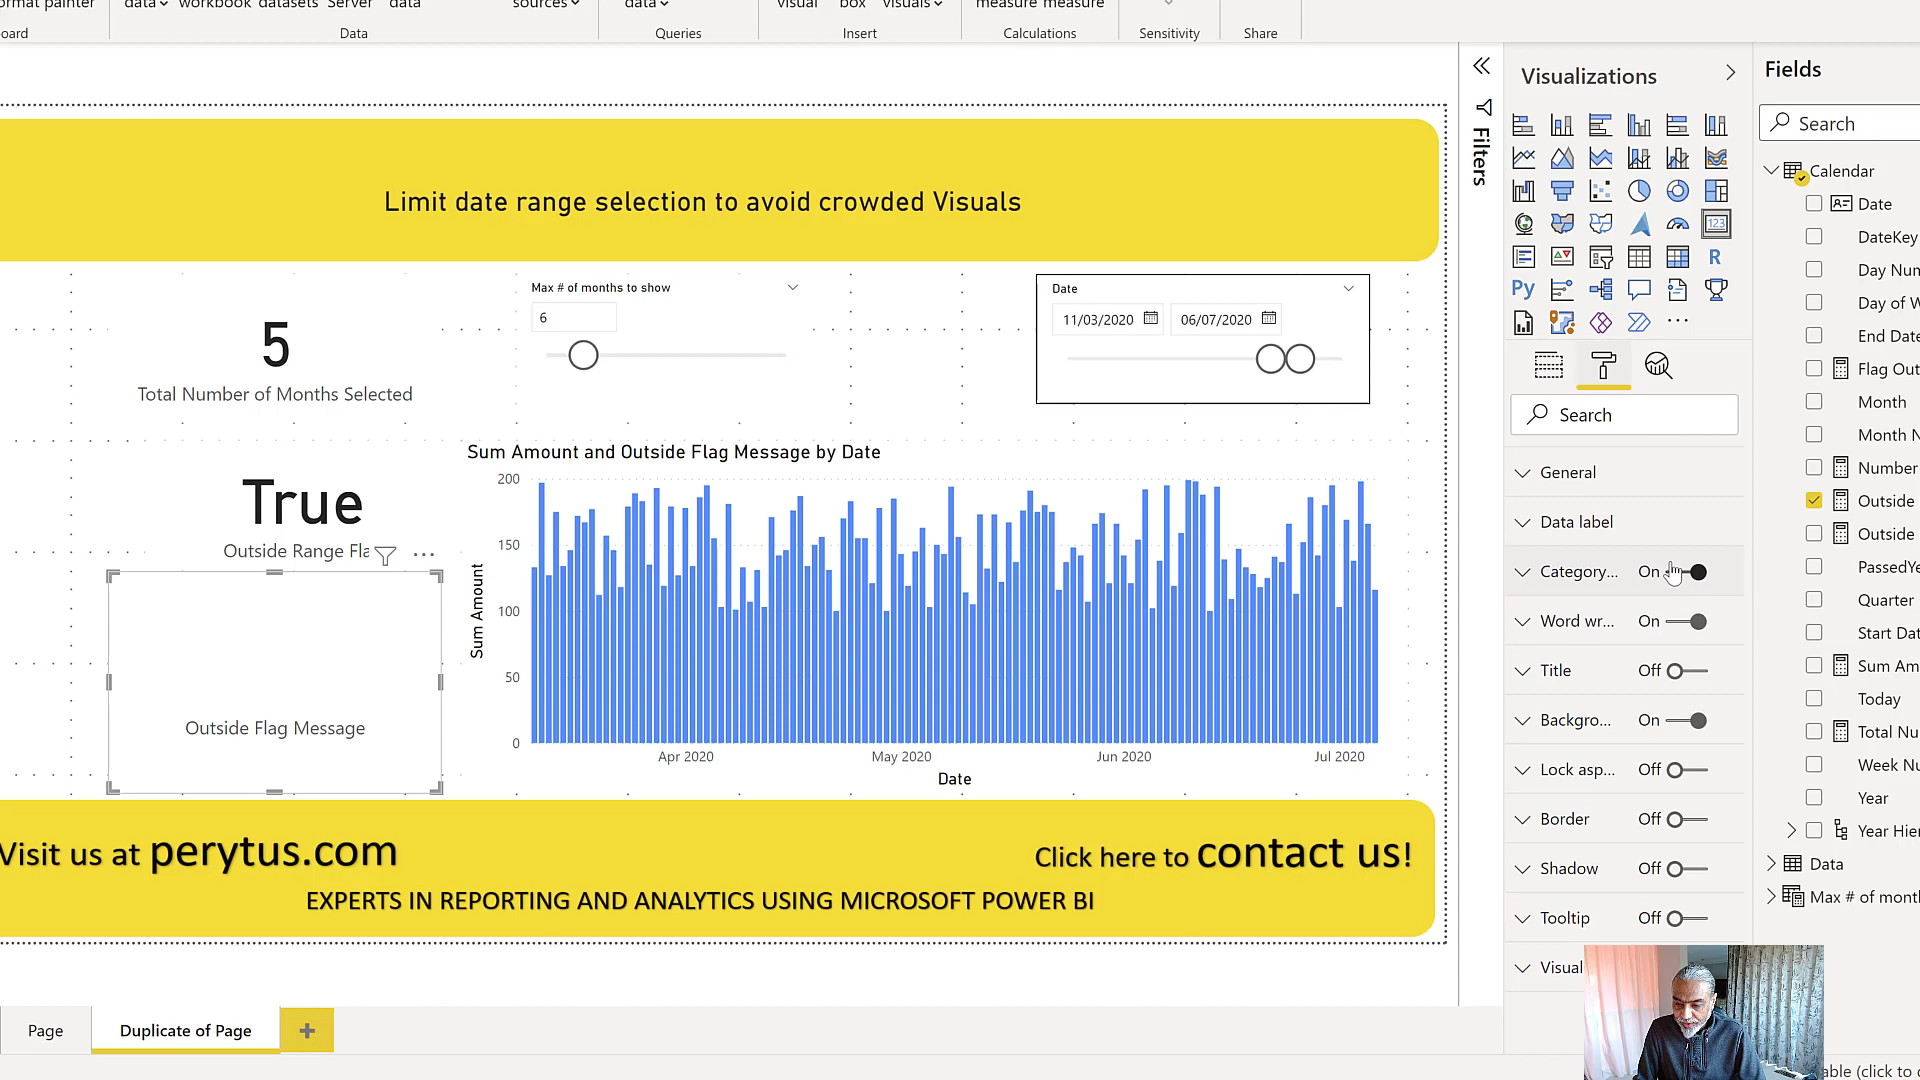 ormat painter
data workbook datasets Server data
sources
data
visual box visuals
measure measure
oard
Data
Queries
Insert
Calculations
Sensitivity
Share
Limit date range selection to avoid crowded Visuals
5
Total Number of Months Selected
Max # of months to show
6
Date
11/03/2020
06/07/2020
True
Outside Range Fla
Outside Flag Message
Sum Amount and Outside Flag Message by Date
Sum Amount
200
150
100
50
0
Apr 2020
May 2020
Jun 2020
Jul 2020
Date
Visit us at perytus.com
Click here to contact us!
EXPERTS IN REPORTING AND ANALYTICS USING MICROSOFT POWER BI
Page
Duplicate of Page
+
Filters
Visualizations
123
R
Py
Search
General
Data label
Category... On
Word wr... On
Title Off
Backgro... On
Lock asp... Off
Border Off
Shadow Off
Tooltip Off
Visual
Fields
Search
Calendar
Date
DateKey
Day Num
Day of W
End Date
Flag Out
Month
Month N
Number
Outside
Outside
PassedYe
Quarter
Start Dat
Sum Am
Today
Total Nu
Week Nu
Year
Year Hier
Data
Max # of month
able (click to c